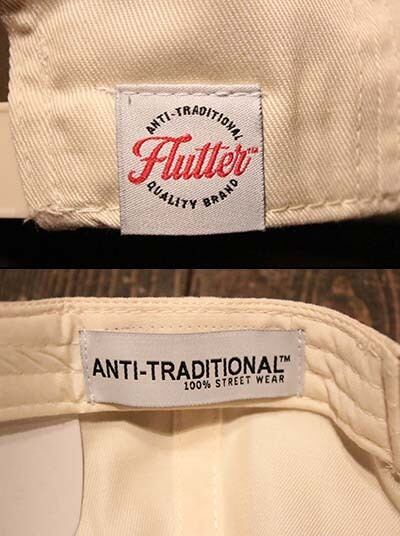 ANTI-TRADITIONAL
Flutter™
QUALITY BRAND
ANTI-TRADITIONAL™
100% STREET WEAR